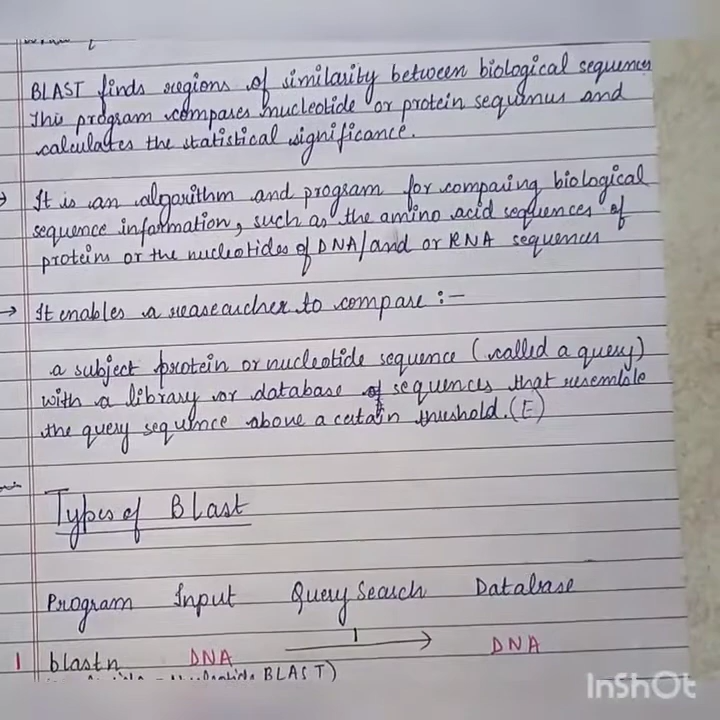 BLAST finds regions of similarity between biological sequences
This program compares nucleotide or protein sequenus and
calculates the statistical significance.
→ It is an algorithm and program for comparing biological
sequence information, such as the amino acid sequences of
proteins or the nucleotides of DNA/and or RNA sequences
→ It enables a reasearcher to compare :-
a subject protein or nucleotide sequence (called a query)
with a library or database of sequences that resemble
the query sequence above a certain threshold. (E)
Types of Blast
Program Input Query Search Database
1 blastn DNA 1 → DNA
BLAST)
InShOt